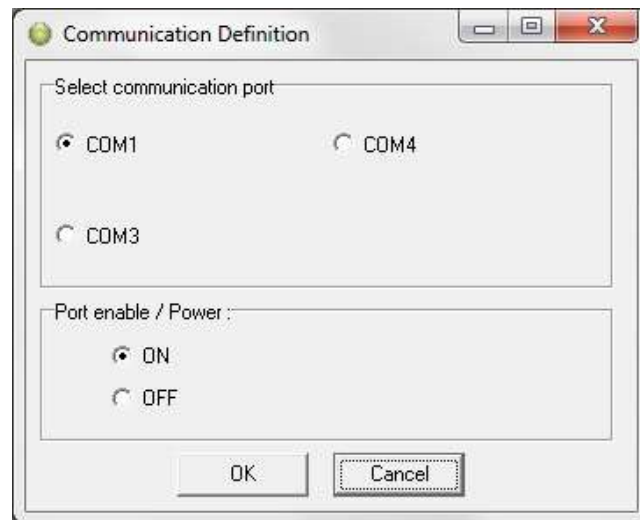 Communication Definition
Select communication port
COM1
COM4
COM3
Port enable / Power :
ON
OFF
OK
Cancel